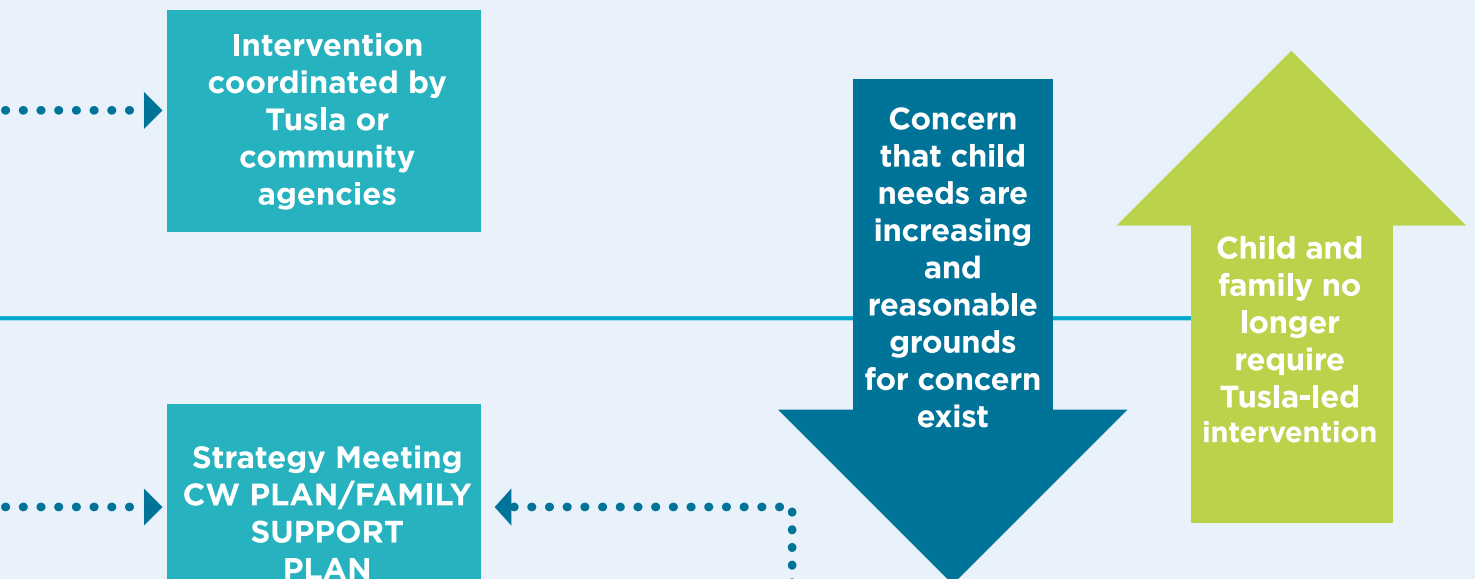 Intervention
coordinated by
Tusla or
community
agencies
Concern
that child
needs are
increasing
and
reasonable
grounds
for concern
exist
Child and
family no
longer
require
Tusla-led
intervention
Strategy Meeting
CW PLAN/FAMILY
SUPPORT
PLAN